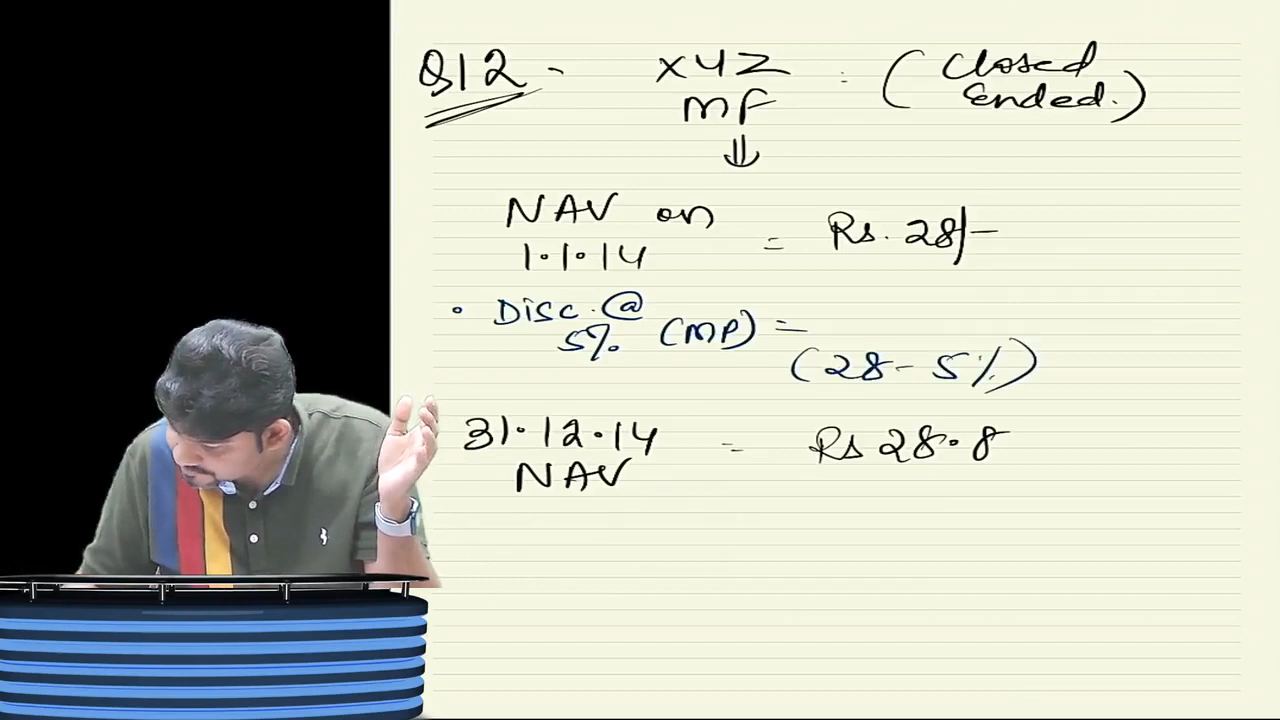 Q12 - XYZ : (Closed
MF Ended.)
NAV on
1.1.14 = Rs. 28/-
• Disc. @
5% (MP) =
(28 - 5%)
31.12.14 = Rs 28.8
NAV